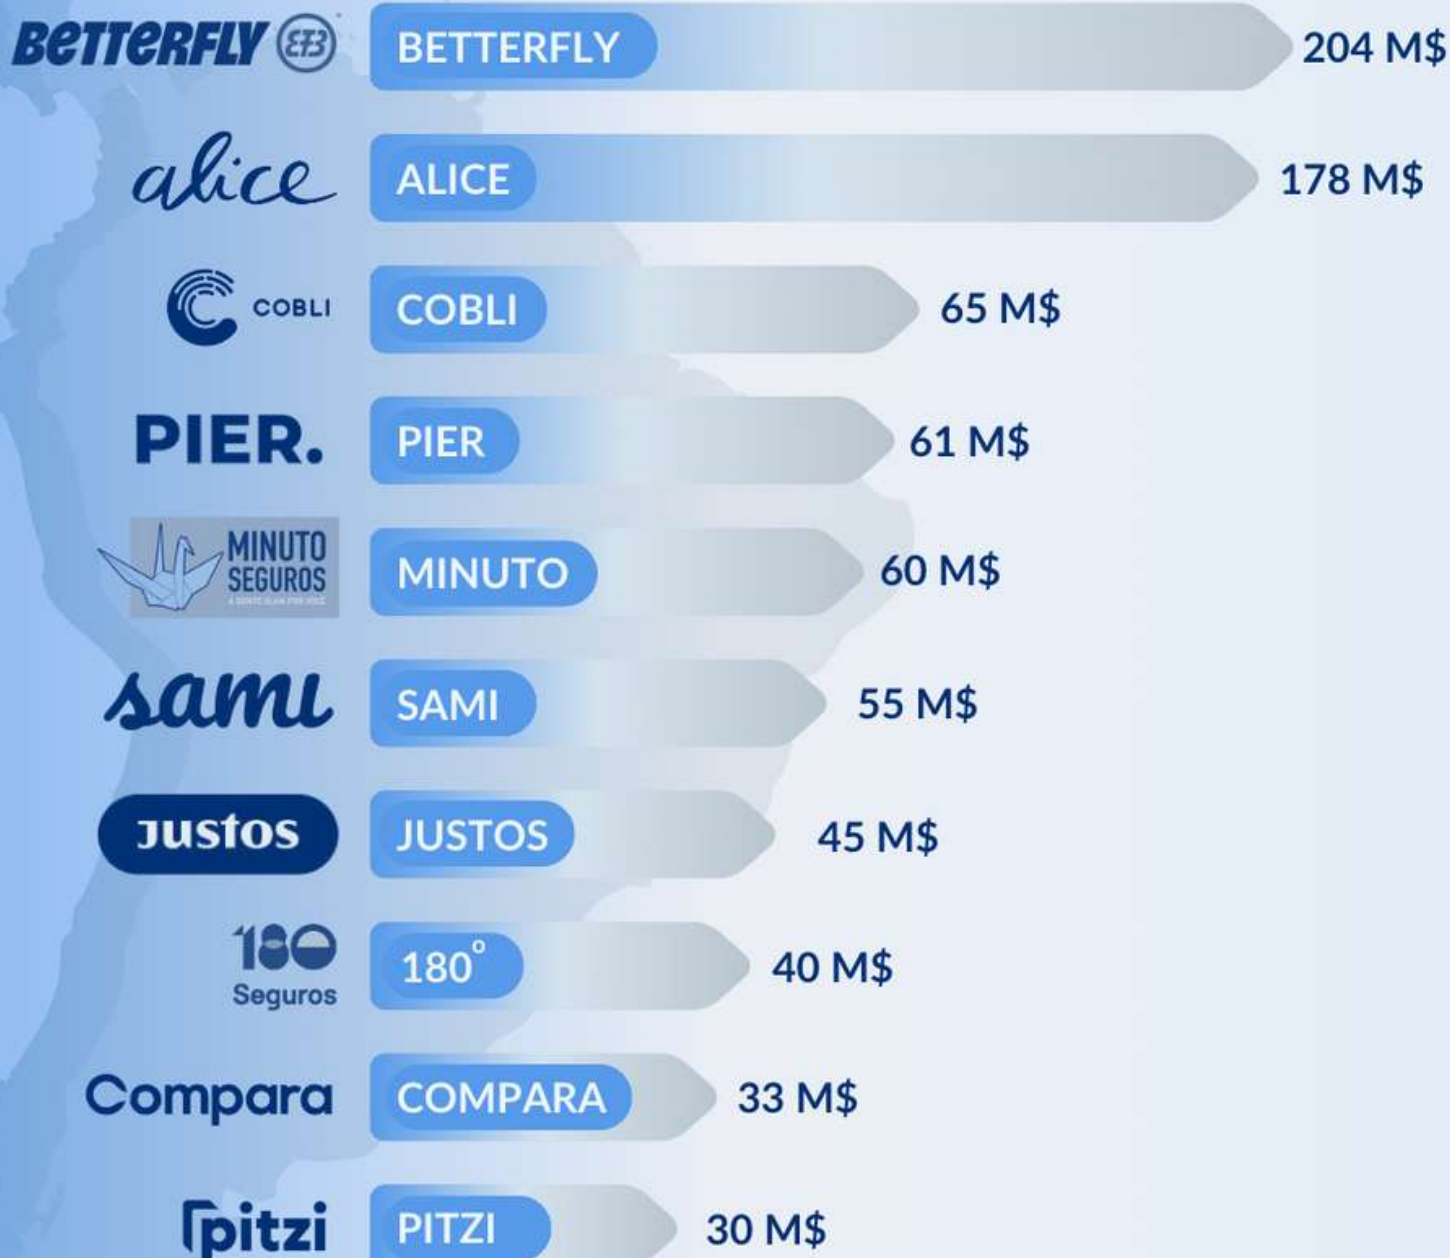 BETTERFLY
BETTERFLY
204 M$
alice
ALICE
178 M$
COBLI
COBLI
65 M$
PIER.
PIER
61 M$
MINUTO
SEGUROS
MINUTO
60 M$
sami
SAMI
55 M$
JUSTOS
JUSTOS
45 M$
180
Seguros
180°
40 M$
Compara
COMPARA
33 M$
pitzi
PITZI
30 M$